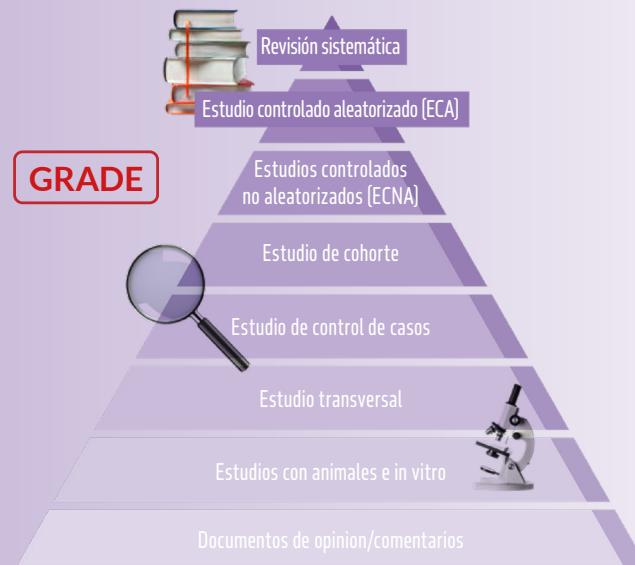 Revisión sistemática
Estudio controlado aleatorizado (ECA)
GRADE
Estudios controlados
no aleatorizados (ECNA)
Estudio de cohorte
Estudio de control de casos
Estudio transversal
Estudios con animales e in vitro
Documentos de opinion/comentarios